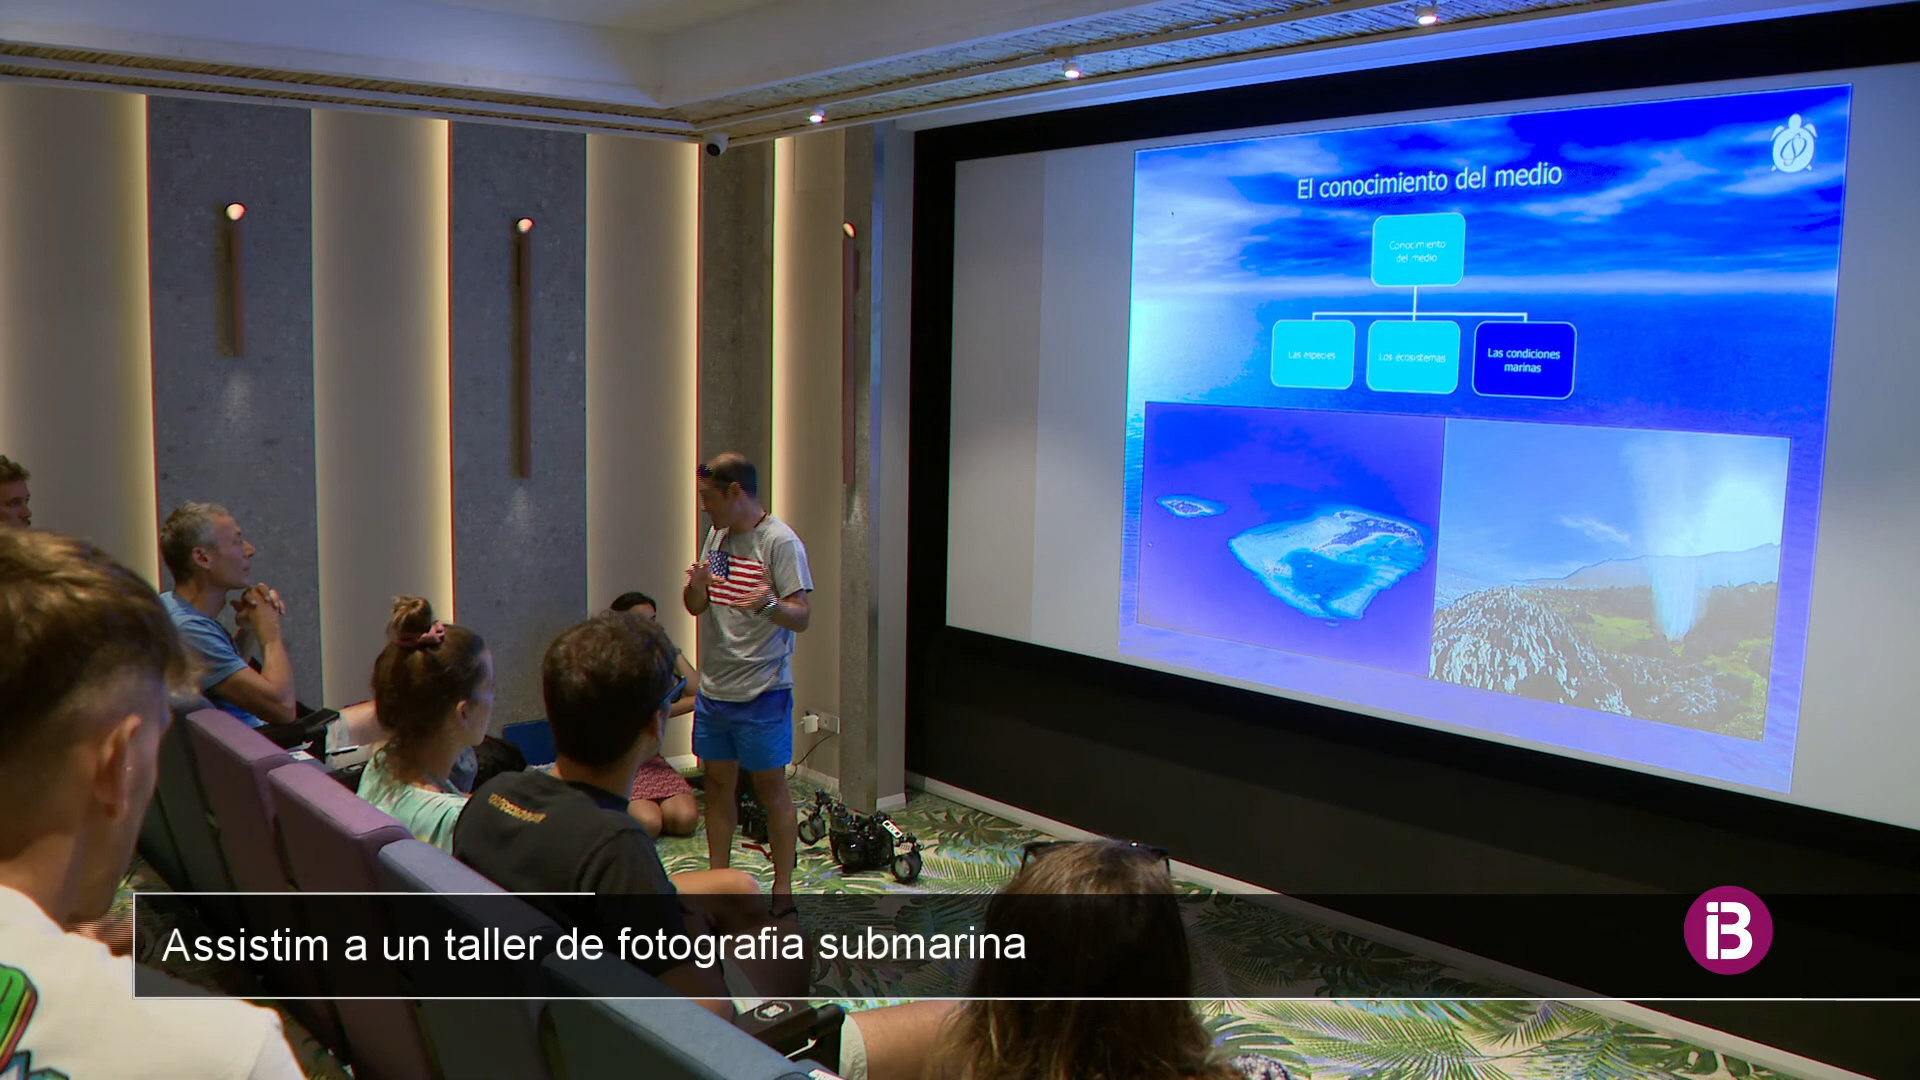 El conocimiento del medio
Conocimiento
del medio
Las especies
Los ecosistemas
Las condiciones
marinas
Assistim a un taller de fotografia submarina
IB